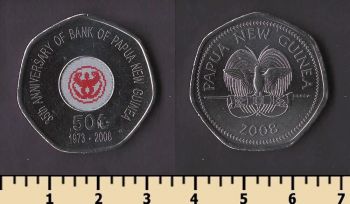 35th ANNIVERSARY OF BANK OF PAPUA NEW GUINEA
50t
1973 - 2008
PAPUA NEW GUINEA
2008
1 2 3 4 5 6 7